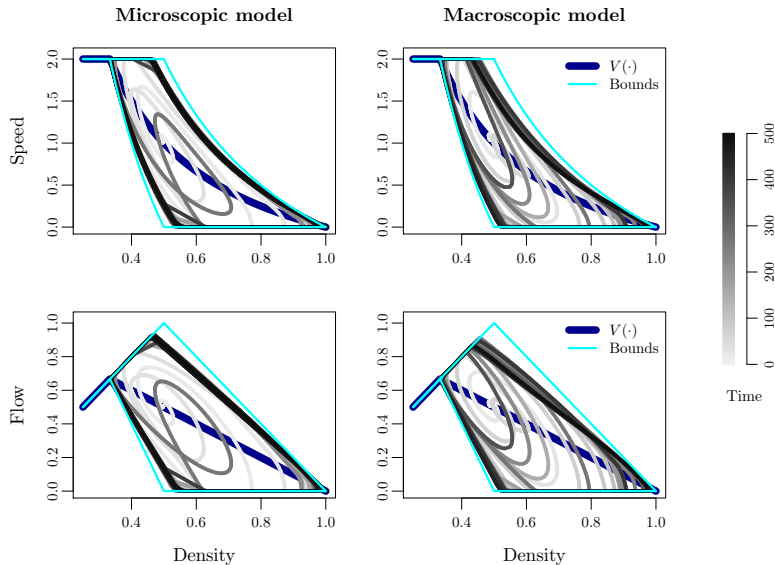 Microscopic model
Macroscopic model
Speed
0.0 0.5 1.0 1.5 2.0
0.4 0.6 0.8 1.0
0.0 0.5 1.0 1.5 2.0
V(·)
Bounds
0.4 0.6 0.8 1.0
0 100 200 300 400 500
Time
Flow
0.0 0.2 0.4 0.6 0.8 1.0
0.4 0.6 0.8 1.0
Density
0.0 0.2 0.4 0.6 0.8 1.0
V(·)
Bounds
0.4 0.6 0.8 1.0
Density